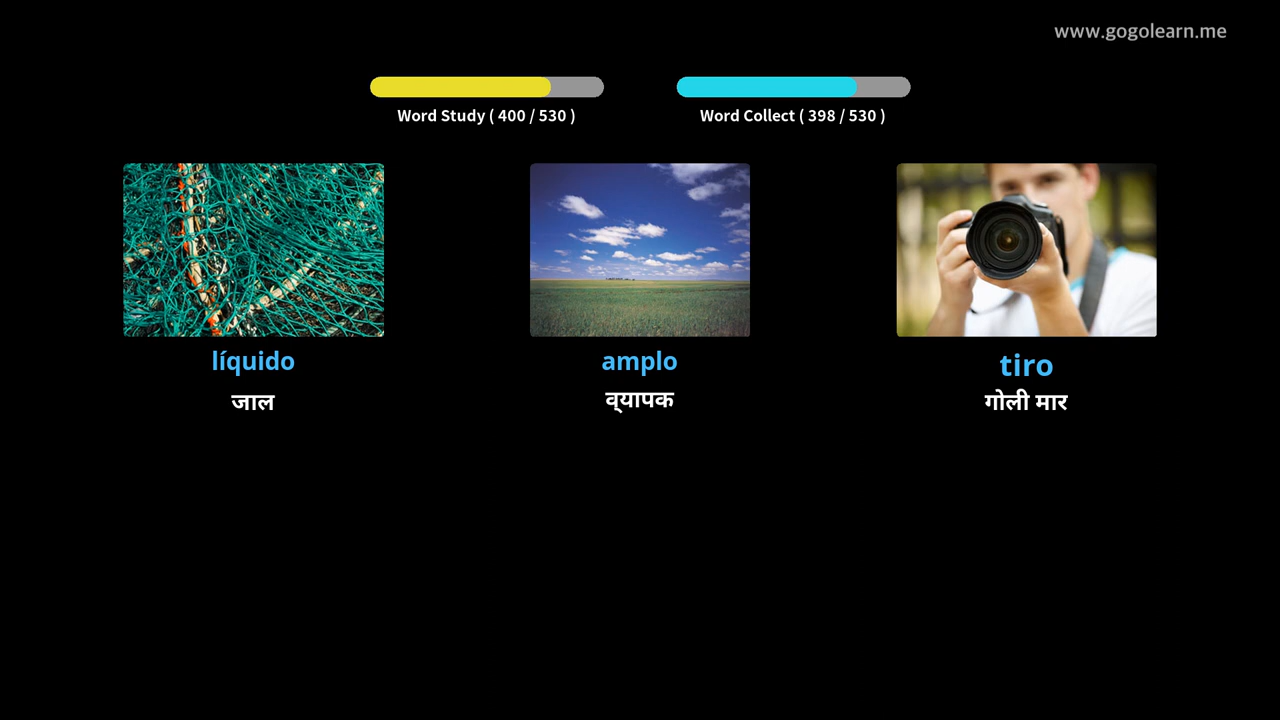 www.gogolearn.me
Word Study ( 400 / 530 )
Word Collect ( 398 / 530 )
líquido
amplo
tiro
जाल
व्यापक
गोली मार